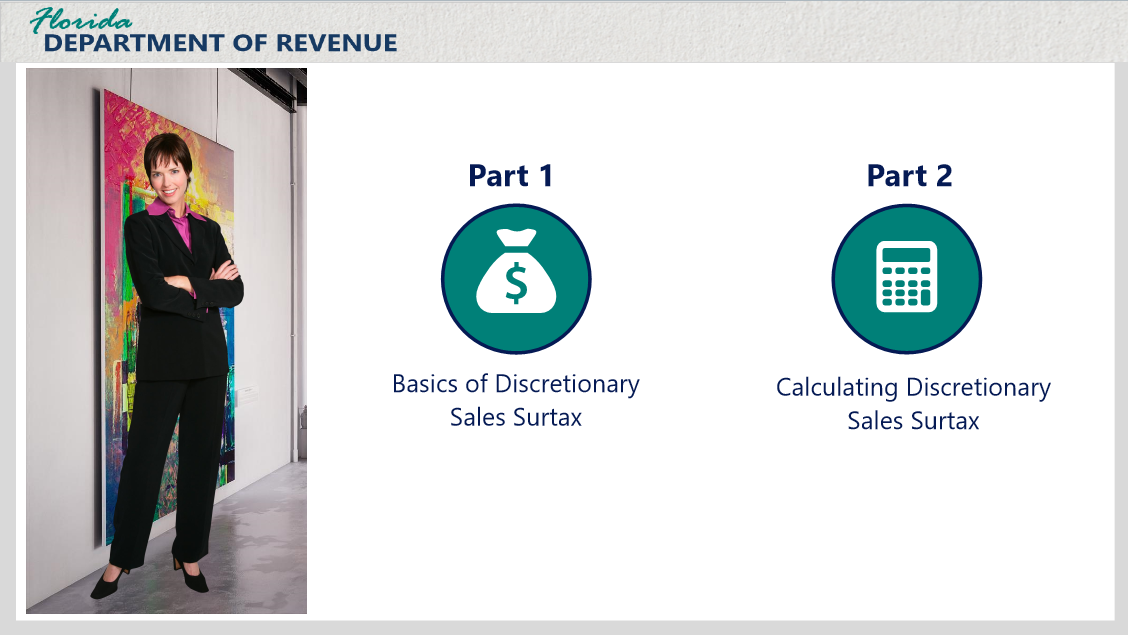 Florida
DEPARTMENT OF REVENUE
Part 1
$
Basics of Discretionary
Sales Surtax
Part 2
Calculating Discretionary
Sales Surtax